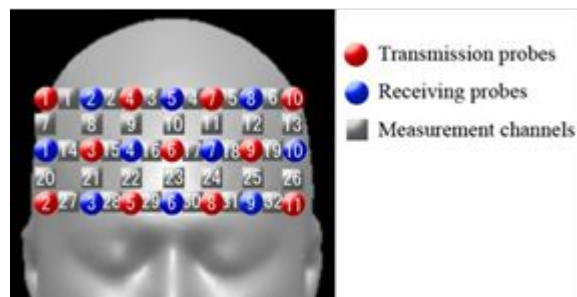 1 1 2 2 4 3 5 4 7 5 8 6 10
7 8 9 10 11 12 13
1 14 3 15 4 16 6 17 7 18 9 19 10
20 21 22 23 24 25 26
2 27 3 28 5 29 6 30 8 31 9 32 11
Transmission probes
Receiving probes
Measurement channels